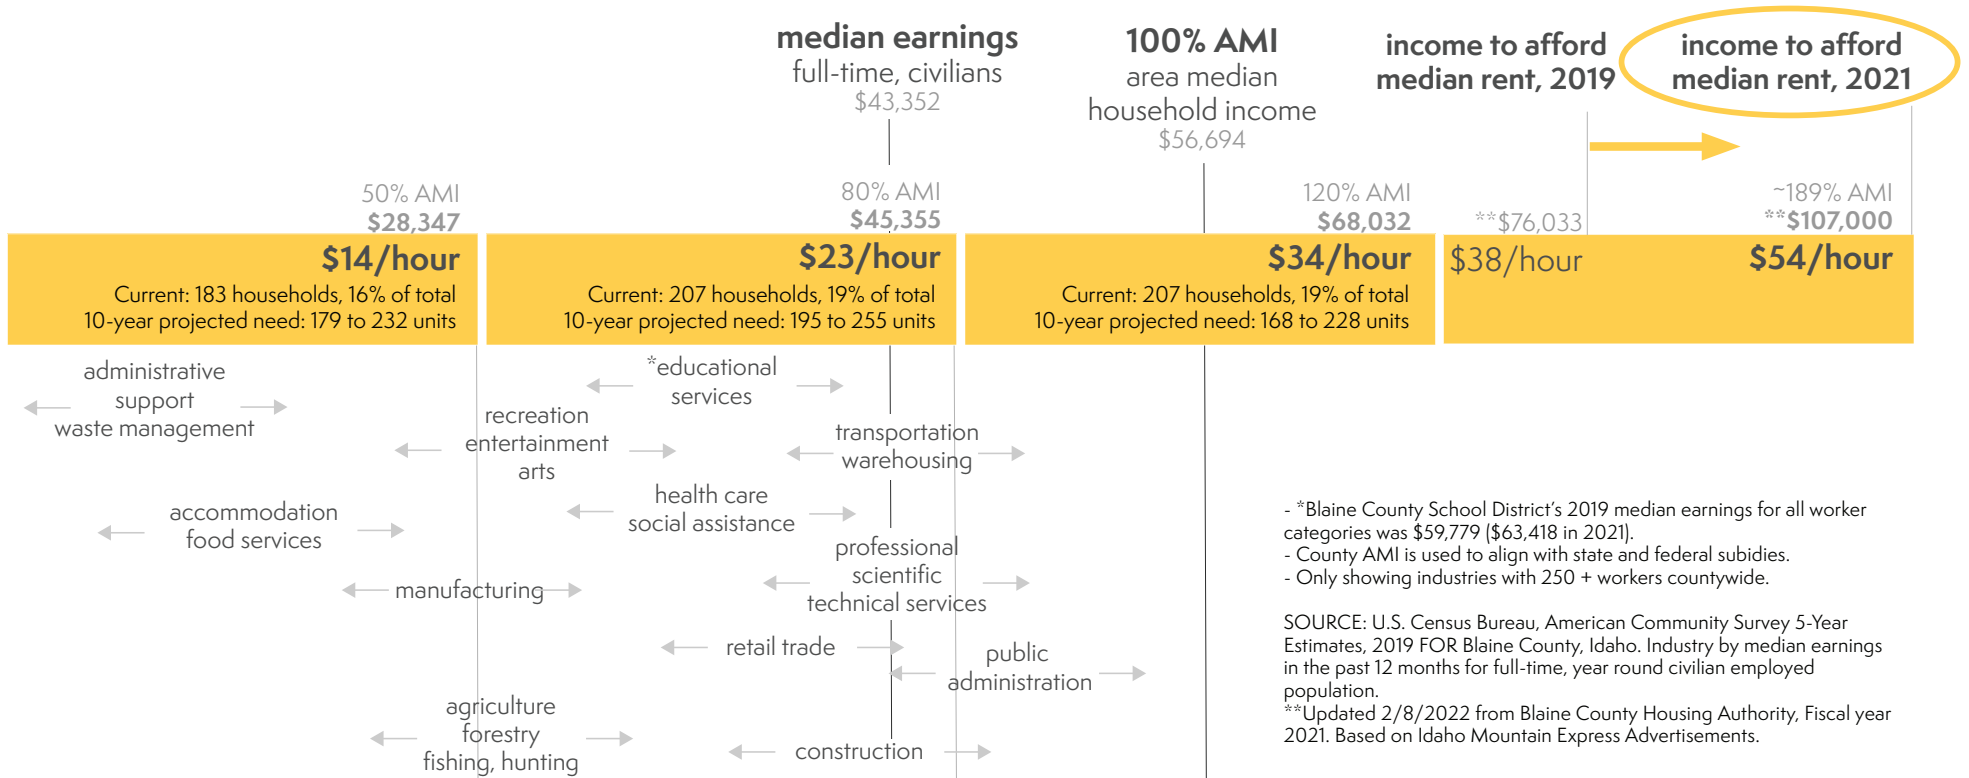 median earnings
full-time, civilians
$43,352
100% AMI
area median
household income
$56,694
income to afford
median rent, 2019
income to afford
median rent, 2021
50% AMI
$28,347
80% AMI
$45,355
120% AMI
$68,032
**$76,033
~189% AMI
**$107,000
$14/hour
Current: 183 households, 16% of total
10-year projected need: 179 to 232 units
$23/hour
Current: 207 households, 19% of total
10-year projected need: 195 to 255 units
$34/hour
Current: 207 households, 19% of total
10-year projected need: 168 to 228 units
$38/hour
$54/hour
administrative
support
waste management
*educational
services
recreation
entertainment
arts
transportation
warehousing
accommodation
food services
health care
social assistance
professional
scientific
technical services
manufacturing
retail trade
public
administration
agriculture
forestry
fishing, hunting
construction
- *Blaine County School District's 2019 median earnings for all worker
categories was $59,779 ($63,418 in 2021).
- County AMI is used to align with state and federal subidies.
- Only showing industries with 250 + workers countywide.
SOURCE: U.S. Census Bureau, American Community Survey 5-Year
Estimates, 2019 FOR Blaine County, Idaho. Industry by median earnings
in the past 12 months for full-time, year round civilian employed
population.
**Updated 2/8/2022 from Blaine County Housing Authority, Fiscal year
2021. Based on Idaho Mountain Express Advertisements.